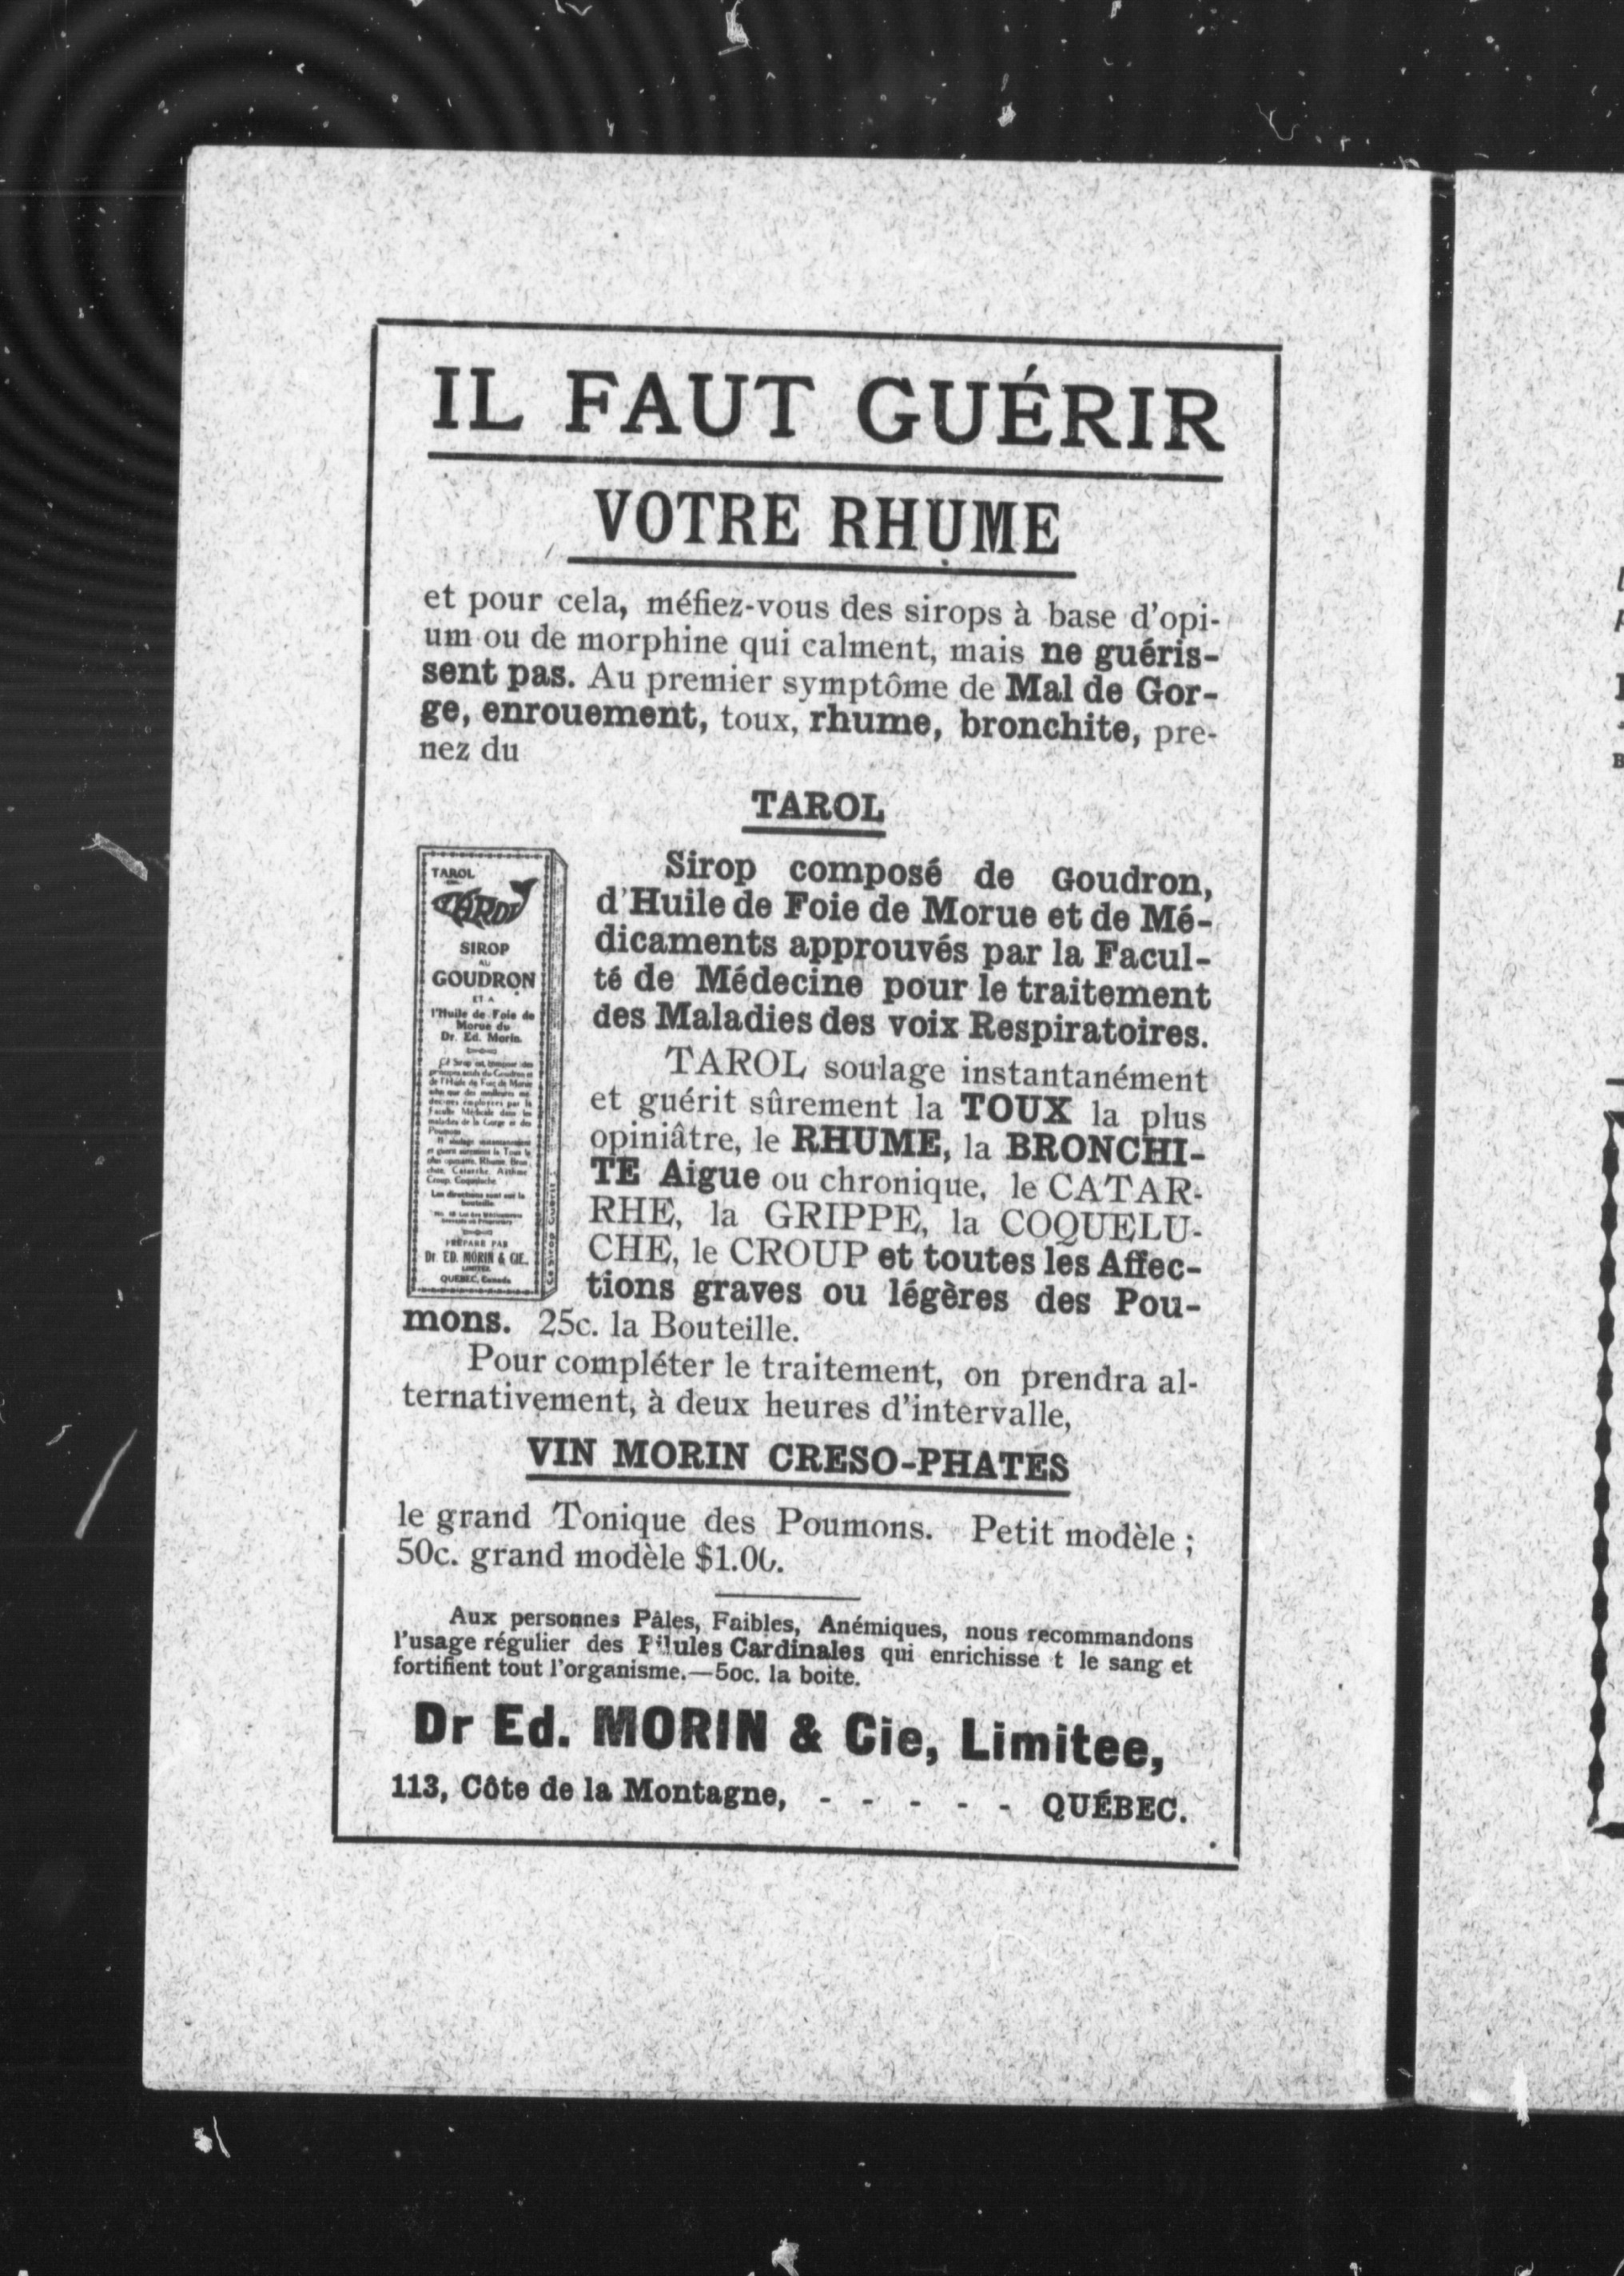 IL FAUT GUÉRIR
VOTRE RHUME
et pour cela, méfiez-vous des sirops à base d'opi-
um ou de morphine qui calment, mais ne guéris-
sent pas. Au premier symptôme de Mal de Gor-
ge, enrouement, toux, rhume, bronchite, pre-
nez du
TAROL
TAROL
TAROL
SIROP
AU
GOUDRON
ET A
l'Huile de Foie de
Morue du
Dr. Ed. Morin
PRÉPARÉ PAR
Dr. ED. MORIN & CIE.
LIMITEE
QUEBEC, Canada
Sirop composé de Goudron,
d'Huile de Foie de Morue et de Mé-
dicaments approuvés par la Facul-
té de Médecine pour le traitement
des Maladies des voix Respiratoires.
TAROL soulage instantanément
et guérit sûrement la TOUX la plus
opiniâtre, le RHUME, la BRONCHI-
TE Aigue ou chronique, le CATAR-
RHE, la GRIPPE, la COQUELU-
CHE, le CROUP et toutes les Affec-
tions graves ou légères des Pou-
mons. 25c. la Bouteille.
Pour compléter le traitement, on prendra al-
ternativement, à deux heures d'intervalle,
VIN MORIN CRESO-PHATES
le grand Tonique des Poumons. Petit modèle ;
50c. grand modèle $1.00.
Aux personnes Pâles, Faibles, Anémiques, nous recommandons
l'usage régulier des Pilules Cardinales qui enrichisse t le sang et
fortifient tout l'organisme.—50c. la boite.
Dr Ed. MORIN & Cie, Limitee,
113, Côte de la Montagne, - - - - - QUÉBEC.